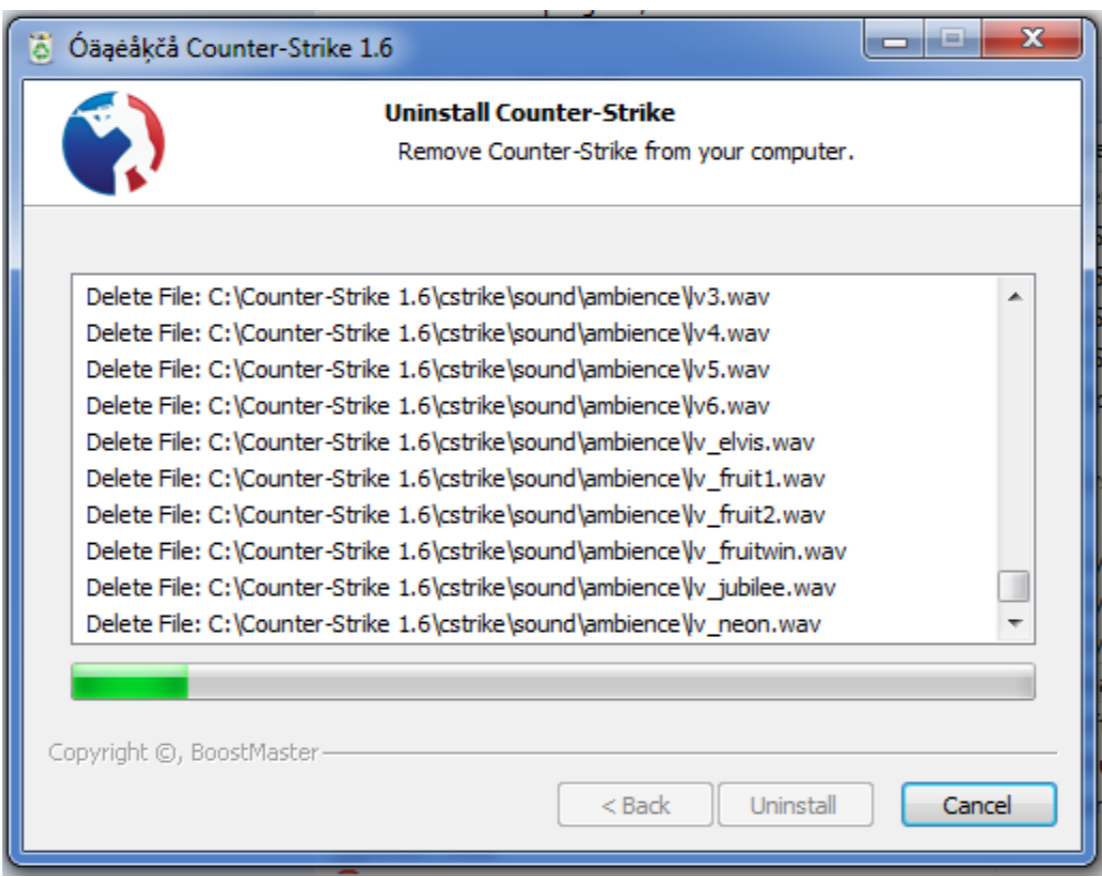 Óäąėåķčå Counter-Strike 1.6
Uninstall Counter-Strike
Remove Counter-Strike from your computer.
Delete File: C:\Counter-Strike 1.6\cstrike\sound\ambience\lv3.wav
Delete File: C:\Counter-Strike 1.6\cstrike\sound\ambience\lv4.wav
Delete File: C:\Counter-Strike 1.6\cstrike\sound\ambience\lv5.wav
Delete File: C:\Counter-Strike 1.6\cstrike\sound\ambience\lv6.wav
Delete File: C:\Counter-Strike 1.6\cstrike\sound\ambience\lv_elvis.wav
Delete File: C:\Counter-Strike 1.6\cstrike\sound\ambience\lv_fruit1.wav
Delete File: C:\Counter-Strike 1.6\cstrike\sound\ambience\lv_fruit2.wav
Delete File: C:\Counter-Strike 1.6\cstrike\sound\ambience\lv_fruitwin.wav
Delete File: C:\Counter-Strike 1.6\cstrike\sound\ambience\lv_jubilee.wav
Delete File: C:\Counter-Strike 1.6\cstrike\sound\ambience\lv_neon.wav
Copyright ©, BoostMaster
< Back Uninstall Cancel